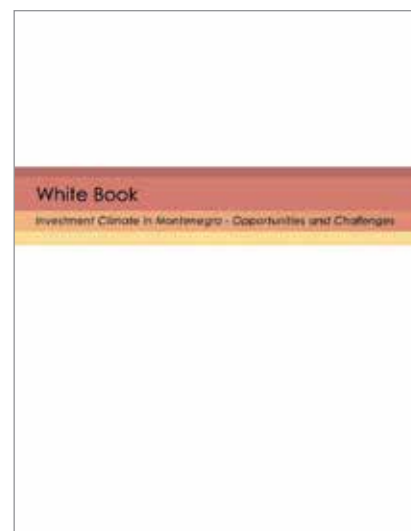 White Book
Investment Climate in Montenegro - Opportunities and Challenges